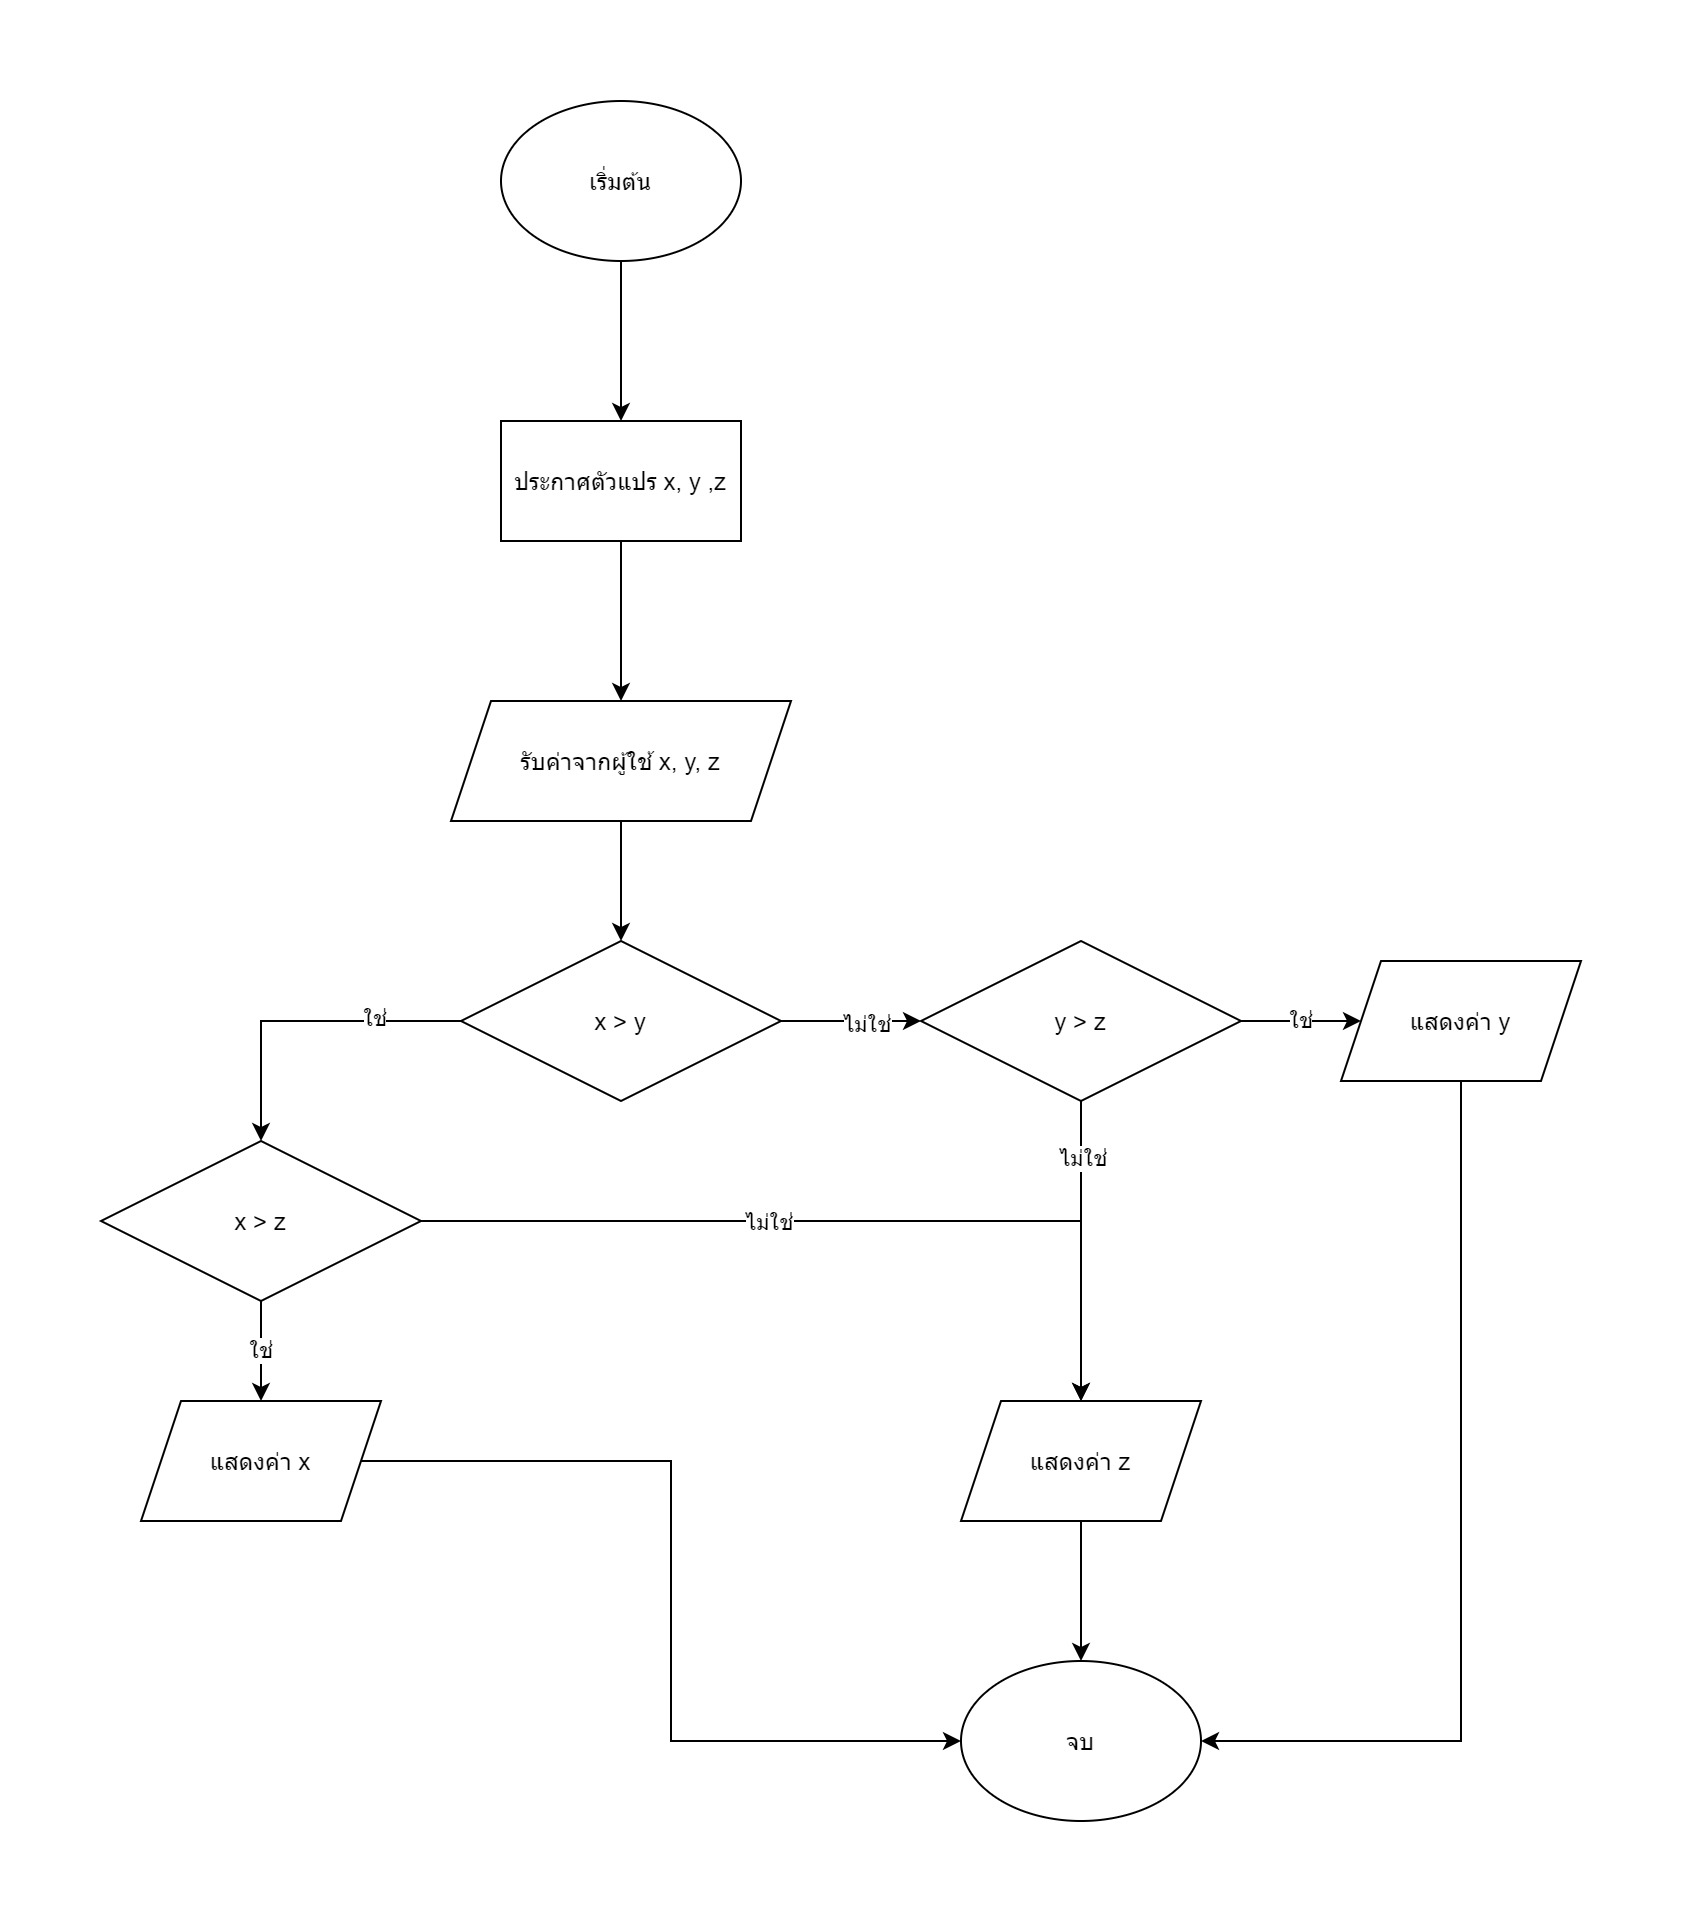 เริ่มต้น
ประกาศตัวแปร x, y ,z
รับค่าจากผู้ใช้ x, y, z
ใช่
x > y
ไม่ใช่
y > z
ใช่
แสดงค่า y
ไม่ใช่
x > z
ไม่ใช่
ใช่
แสดงค่า x
แสดงค่า z
จบ